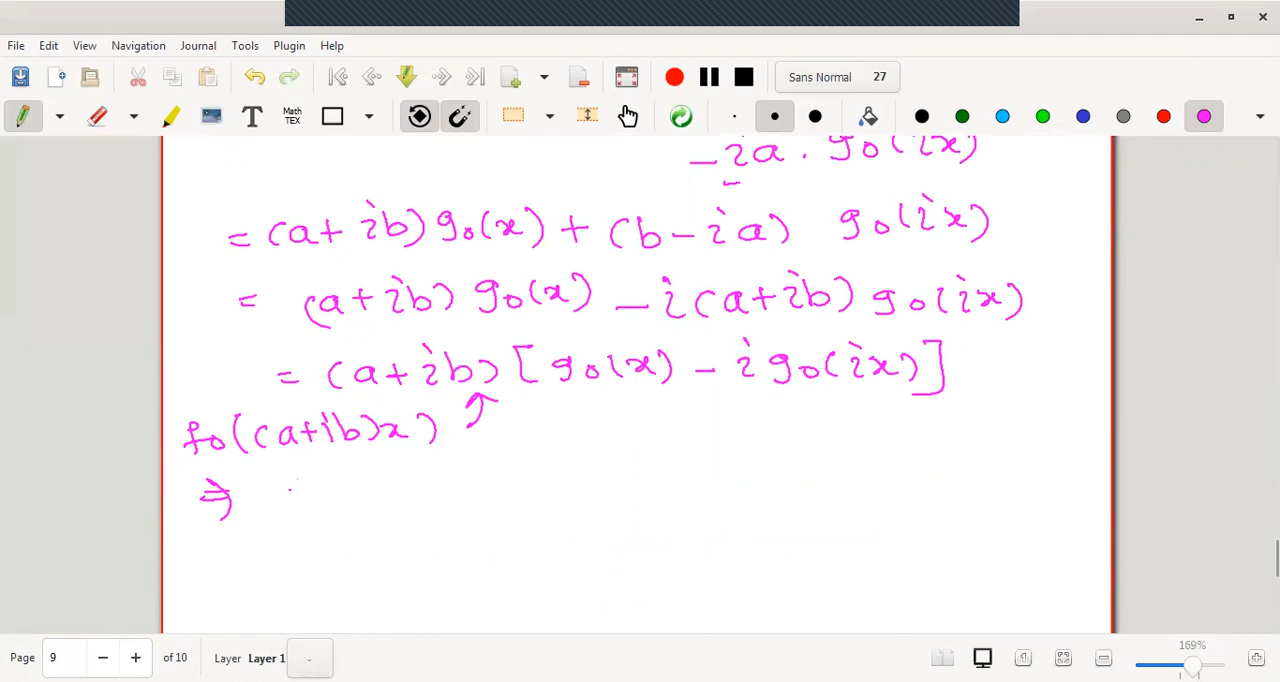 File Edit View Navigation Journal Tools Plugin Help
Sans Normal 27
T Math TEX
- ia . g₀(ix)
= (a + ib) g₀(x) + (b - ia) g₀(ix)
= (a + ib) g₀(x) - i(a + ib) g₀(ix)
= (a + ib) [g₀(x) - i g₀(ix)]
f₀((a+ib)x)
⇒
Page 9 - + of 10 Layer Layer 1 169%